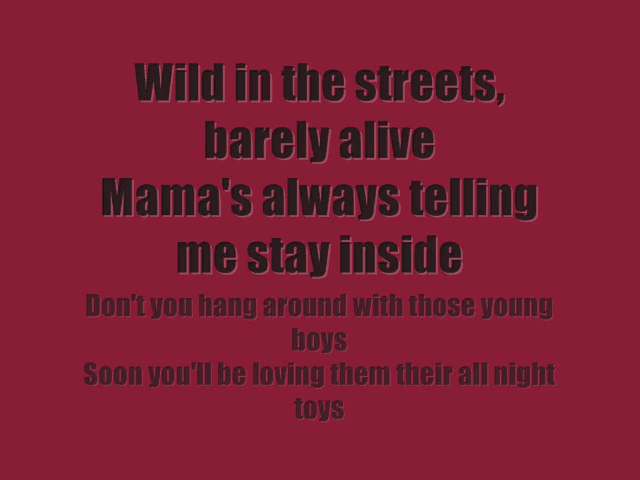 Wild in the streets,
barely alive
Mama's always telling
me stay inside
Don't you hang around with those young
boys
Soon you'll be loving them their all night
toys